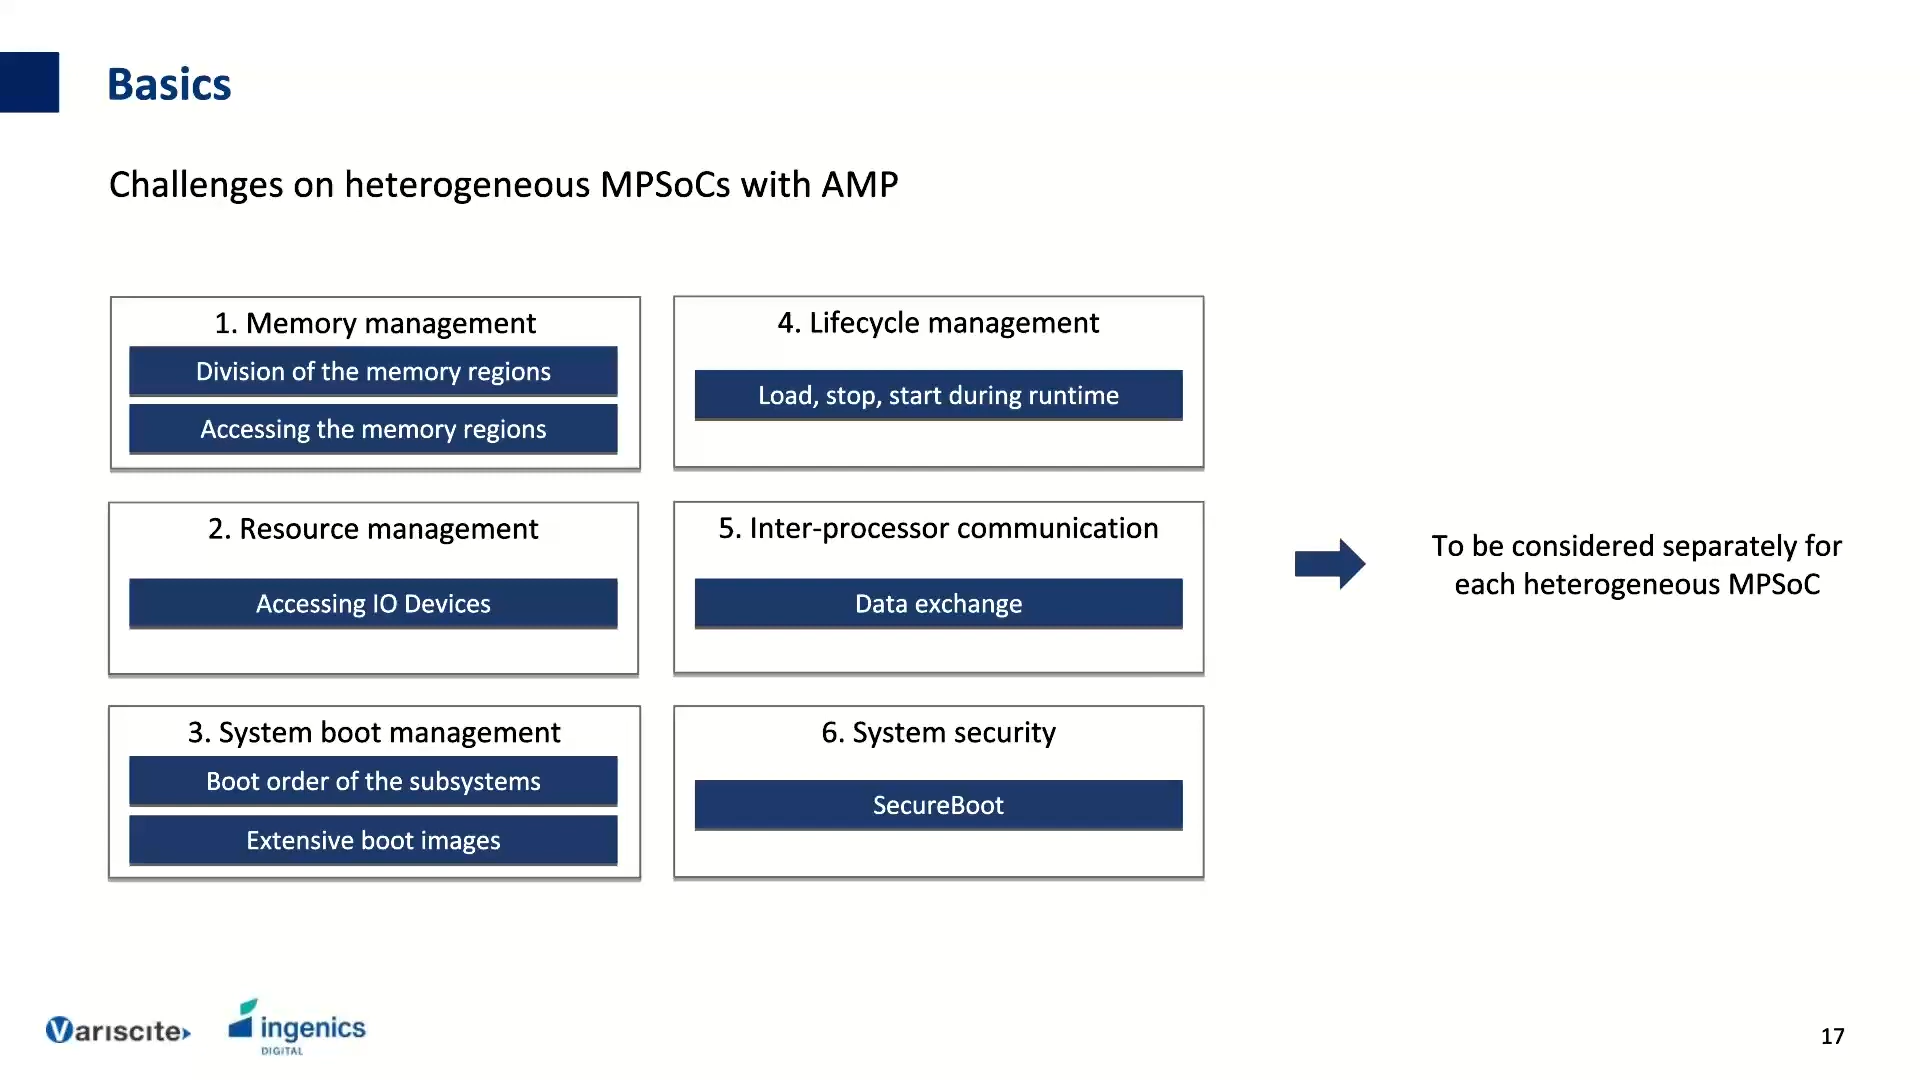 Basics
Challenges on heterogeneous MPSoCs with AMP
1. Memory management
Division of the memory regions
Accessing the memory regions
2. Resource management
Accessing IO Devices
3. System boot management
Boot order of the subsystems
Extensive boot images
4. Lifecycle management
Load, stop, start during runtime
5. Inter-processor communication
Data exchange
6. System security
SecureBoot
To be considered separately for
each heterogeneous MPSoC
Variscite
ingenics
DIGITAL
17